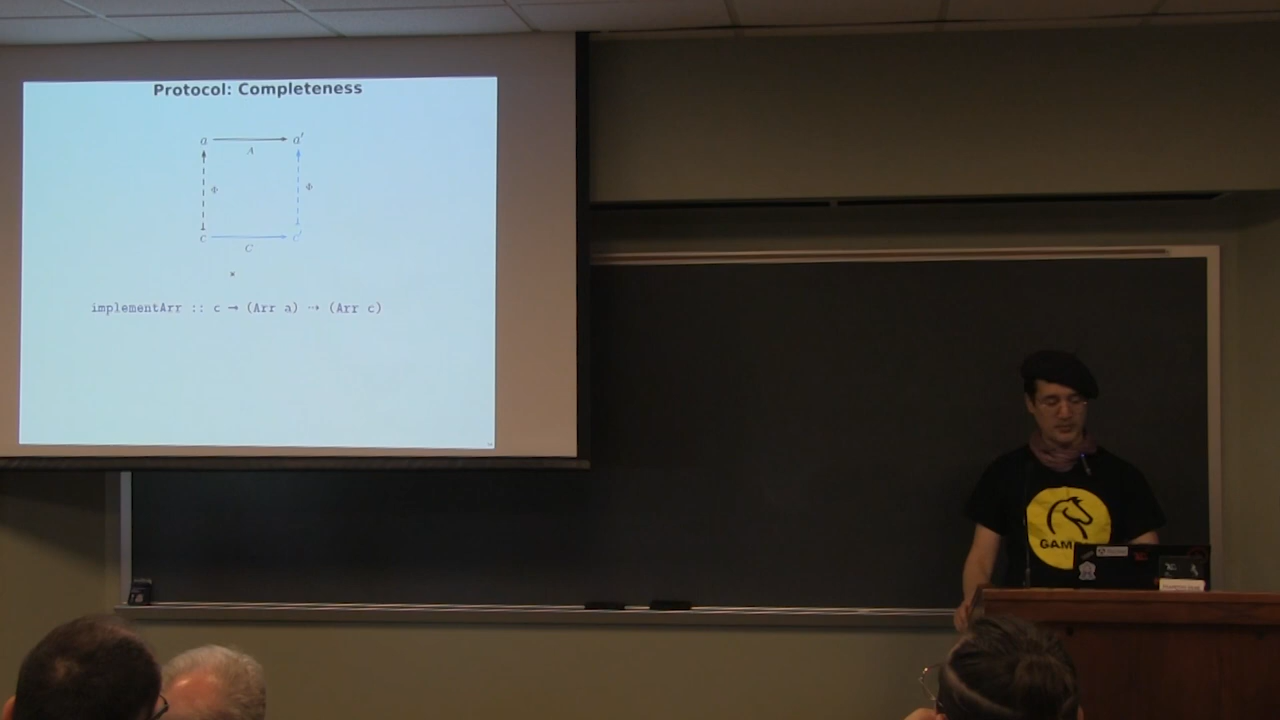 Protocol: Completeness
a a′
A
Φ Φ
c c′
C
implementArr :: c → (Arr a) ⇢ (Arr c)
GAM